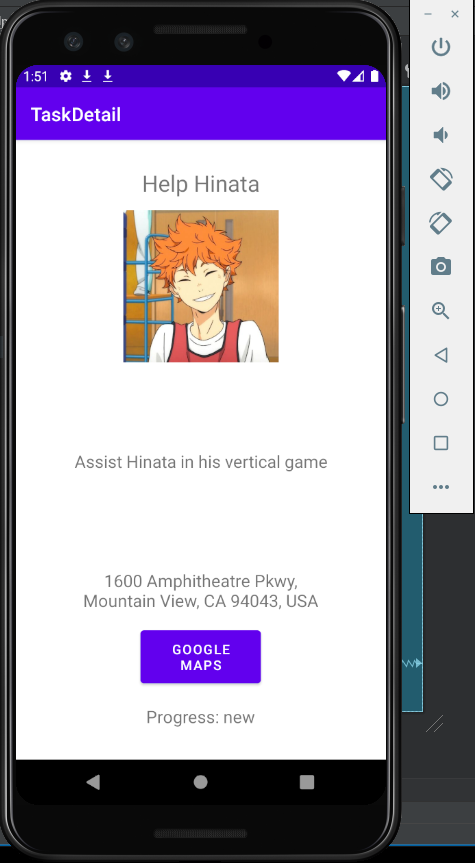 1:51
TaskDetail
Help Hinata
Assist Hinata in his vertical game
1600 Amphitheatre Pkwy,
Mountain View, CA 94043, USA
GOOGLE
MAPS
Progress: new